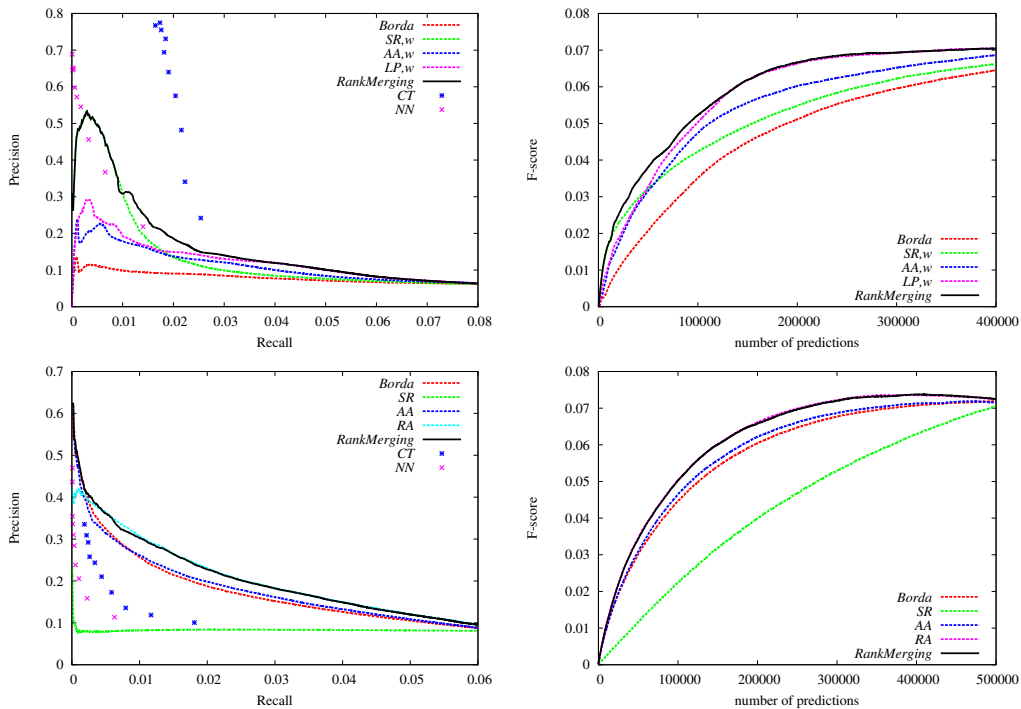 Precision
0.8
0.7
0.6
0.5
0.4
0.3
0.2
0.1
0
Borda
SR,w
AA,w
LP,w
RankMerging
CT
NN
0 0.01 0.02 0.03 0.04 0.05 0.06 0.07 0.08
Recall
F-score
0.08
0.07
0.06
0.05
0.04
0.03
0.02
0.01
0
Borda
SR,w
AA,w
LP,w
RankMerging
0 100000 200000 300000 400000
number of predictions
Precision
0.7
0.6
0.5
0.4
0.3
0.2
0.1
0
Borda
SR
AA
RA
RankMerging
CT
NN
0 0.01 0.02 0.03 0.04 0.05 0.06
Recall
F-score
0.08
0.07
0.06
0.05
0.04
0.03
0.02
0.01
0
Borda
SR
AA
RA
RankMerging
0 100000 200000 300000 400000 500000
number of predictions